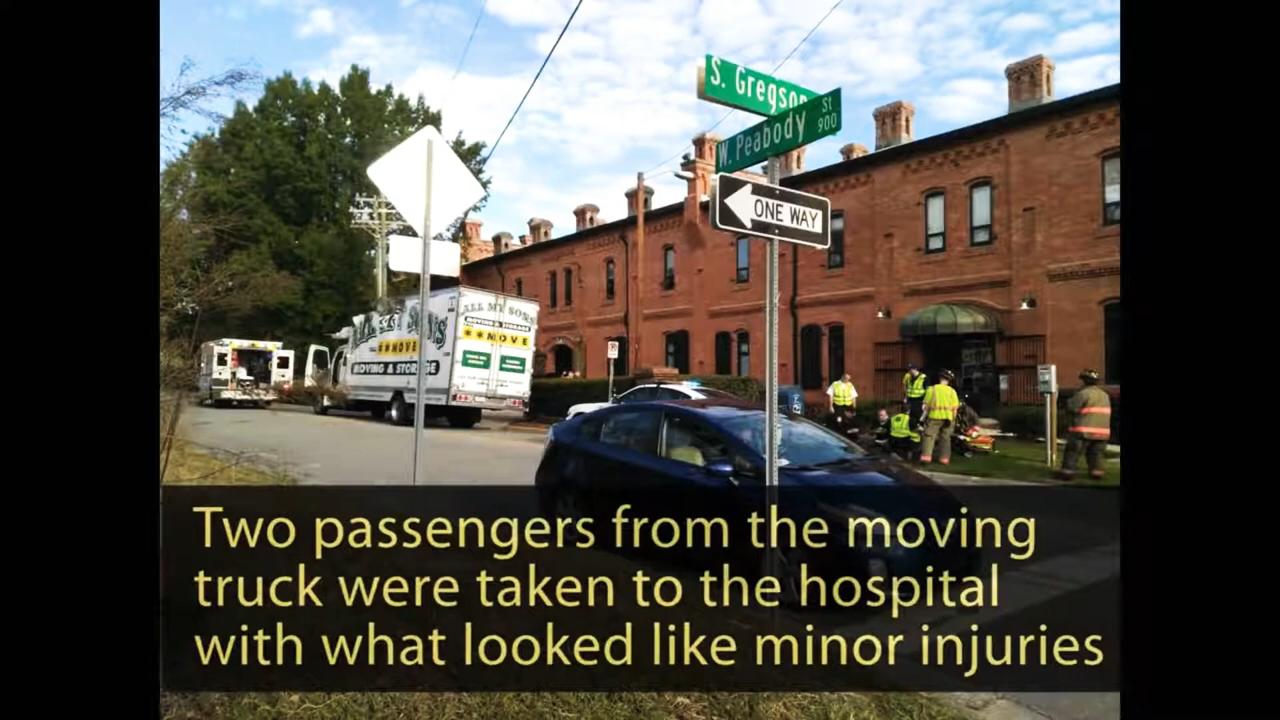 S. Gregson
W. Peabody St
900
ONE WAY
ALL MY SONS
MOVING & STORAGE
**MOVE
**MOVE
MOVING & STORAGE
Two passengers from the moving
truck were taken to the hospital
with what looked like minor injuries